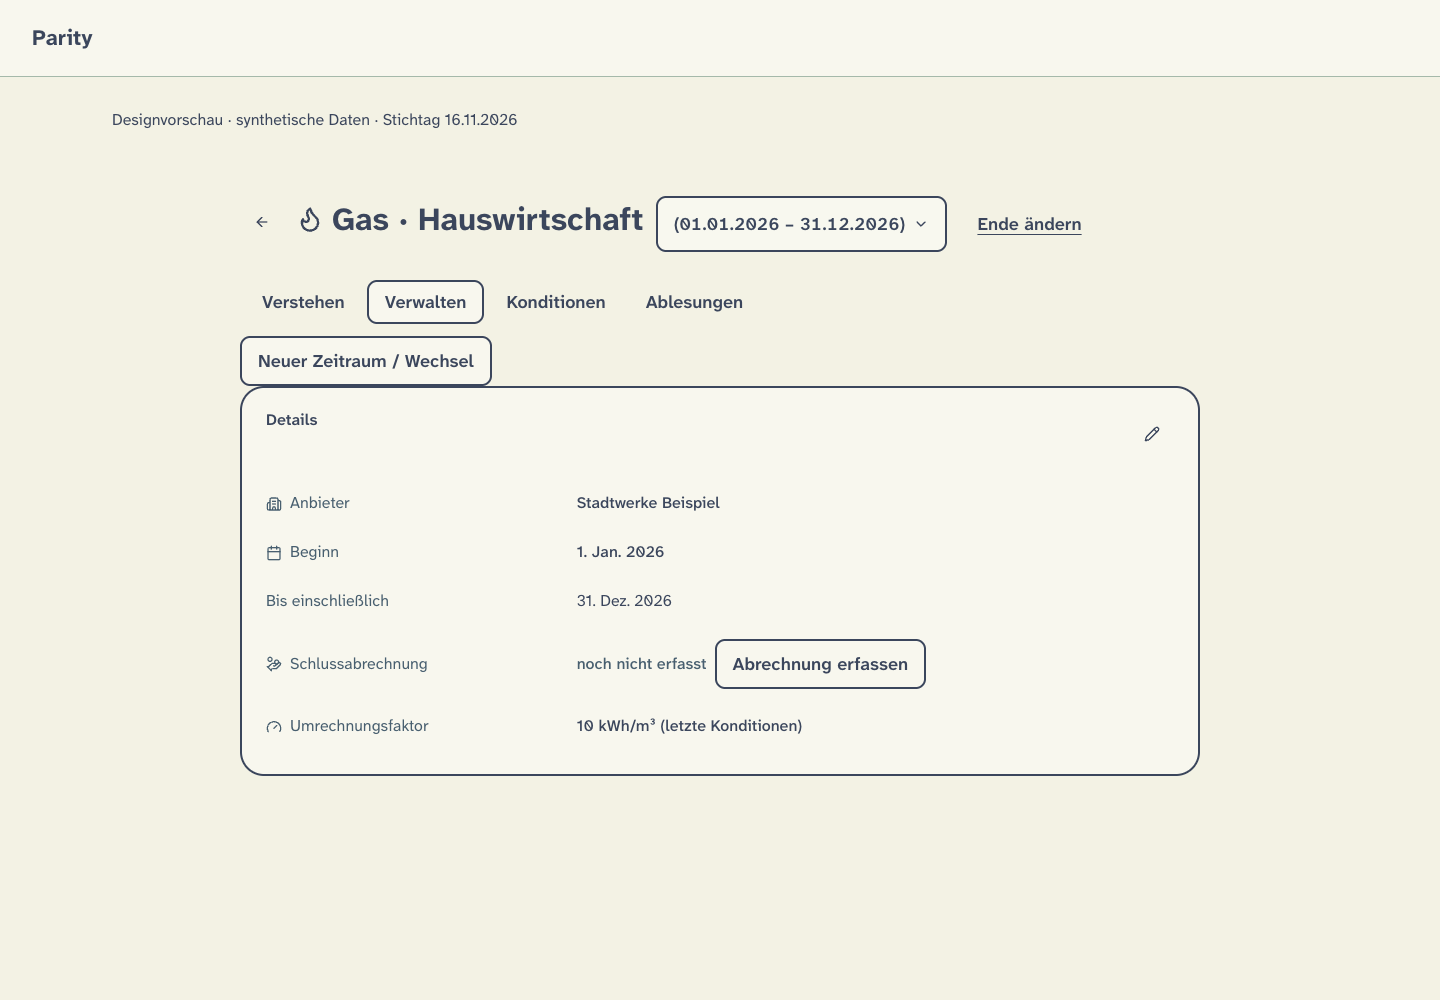 Parity
Designvorschau · synthetische Daten · Stichtag 16.11.2026
Gas · Hauswirtschaft (01.01.2026 – 31.12.2026) Ende ändern
Verstehen Verwalten Konditionen Ablesungen
Neuer Zeitraum / Wechsel
Details
Anbieter Stadtwerke Beispiel
Beginn 1. Jan. 2026
Bis einschließlich 31. Dez. 2026
Schlussabrechnung noch nicht erfasst Abrechnung erfassen
Umrechnungsfaktor 10 kWh/m³ (letzte Konditionen)